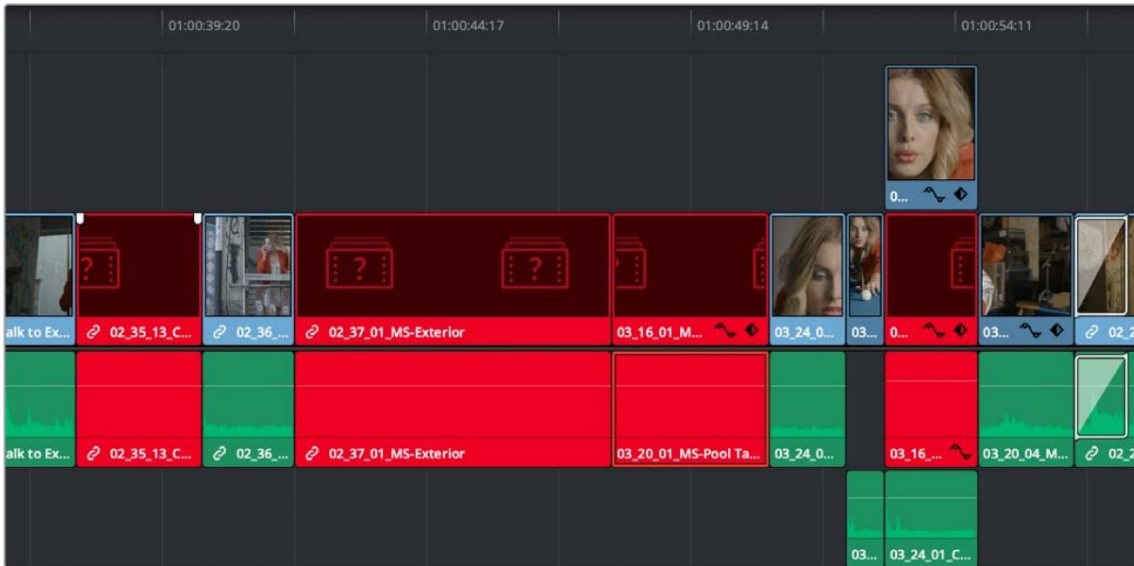 01:00:39:20
01:00:44:17
01:00:49:14
01:00:54:11
0...
alk to Ex...
02_35_13_C...
02_36_...
02_37_01_MS-Exterior
03_16_01_M...
03_24_0...
03...
0...
03...
02_2
alk to Ex...
02_35_13_C...
02_36_...
02_37_01_MS-Exterior
03_20_01_MS-Pool Ta...
03_24_0...
03_16_...
03_20_04_M...
02_2
03...
03_24_01_C...